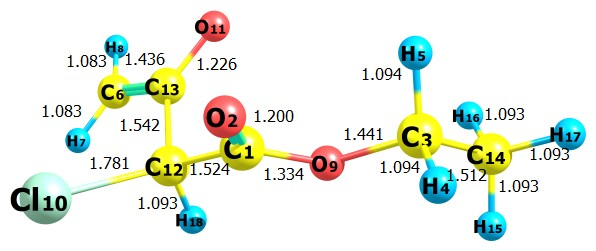 H8 1.436 O11
1.083 C6 C13 1.226
1.083 H7 1.542 O2 1.200
1.781 C12 1.524 C1 1.334 O9 1.441
Cl10 1.093 H18
H5 1.094 C3 H16 1.093 H17
1.094 H4 1.512 C14 1.093
1.093 H15